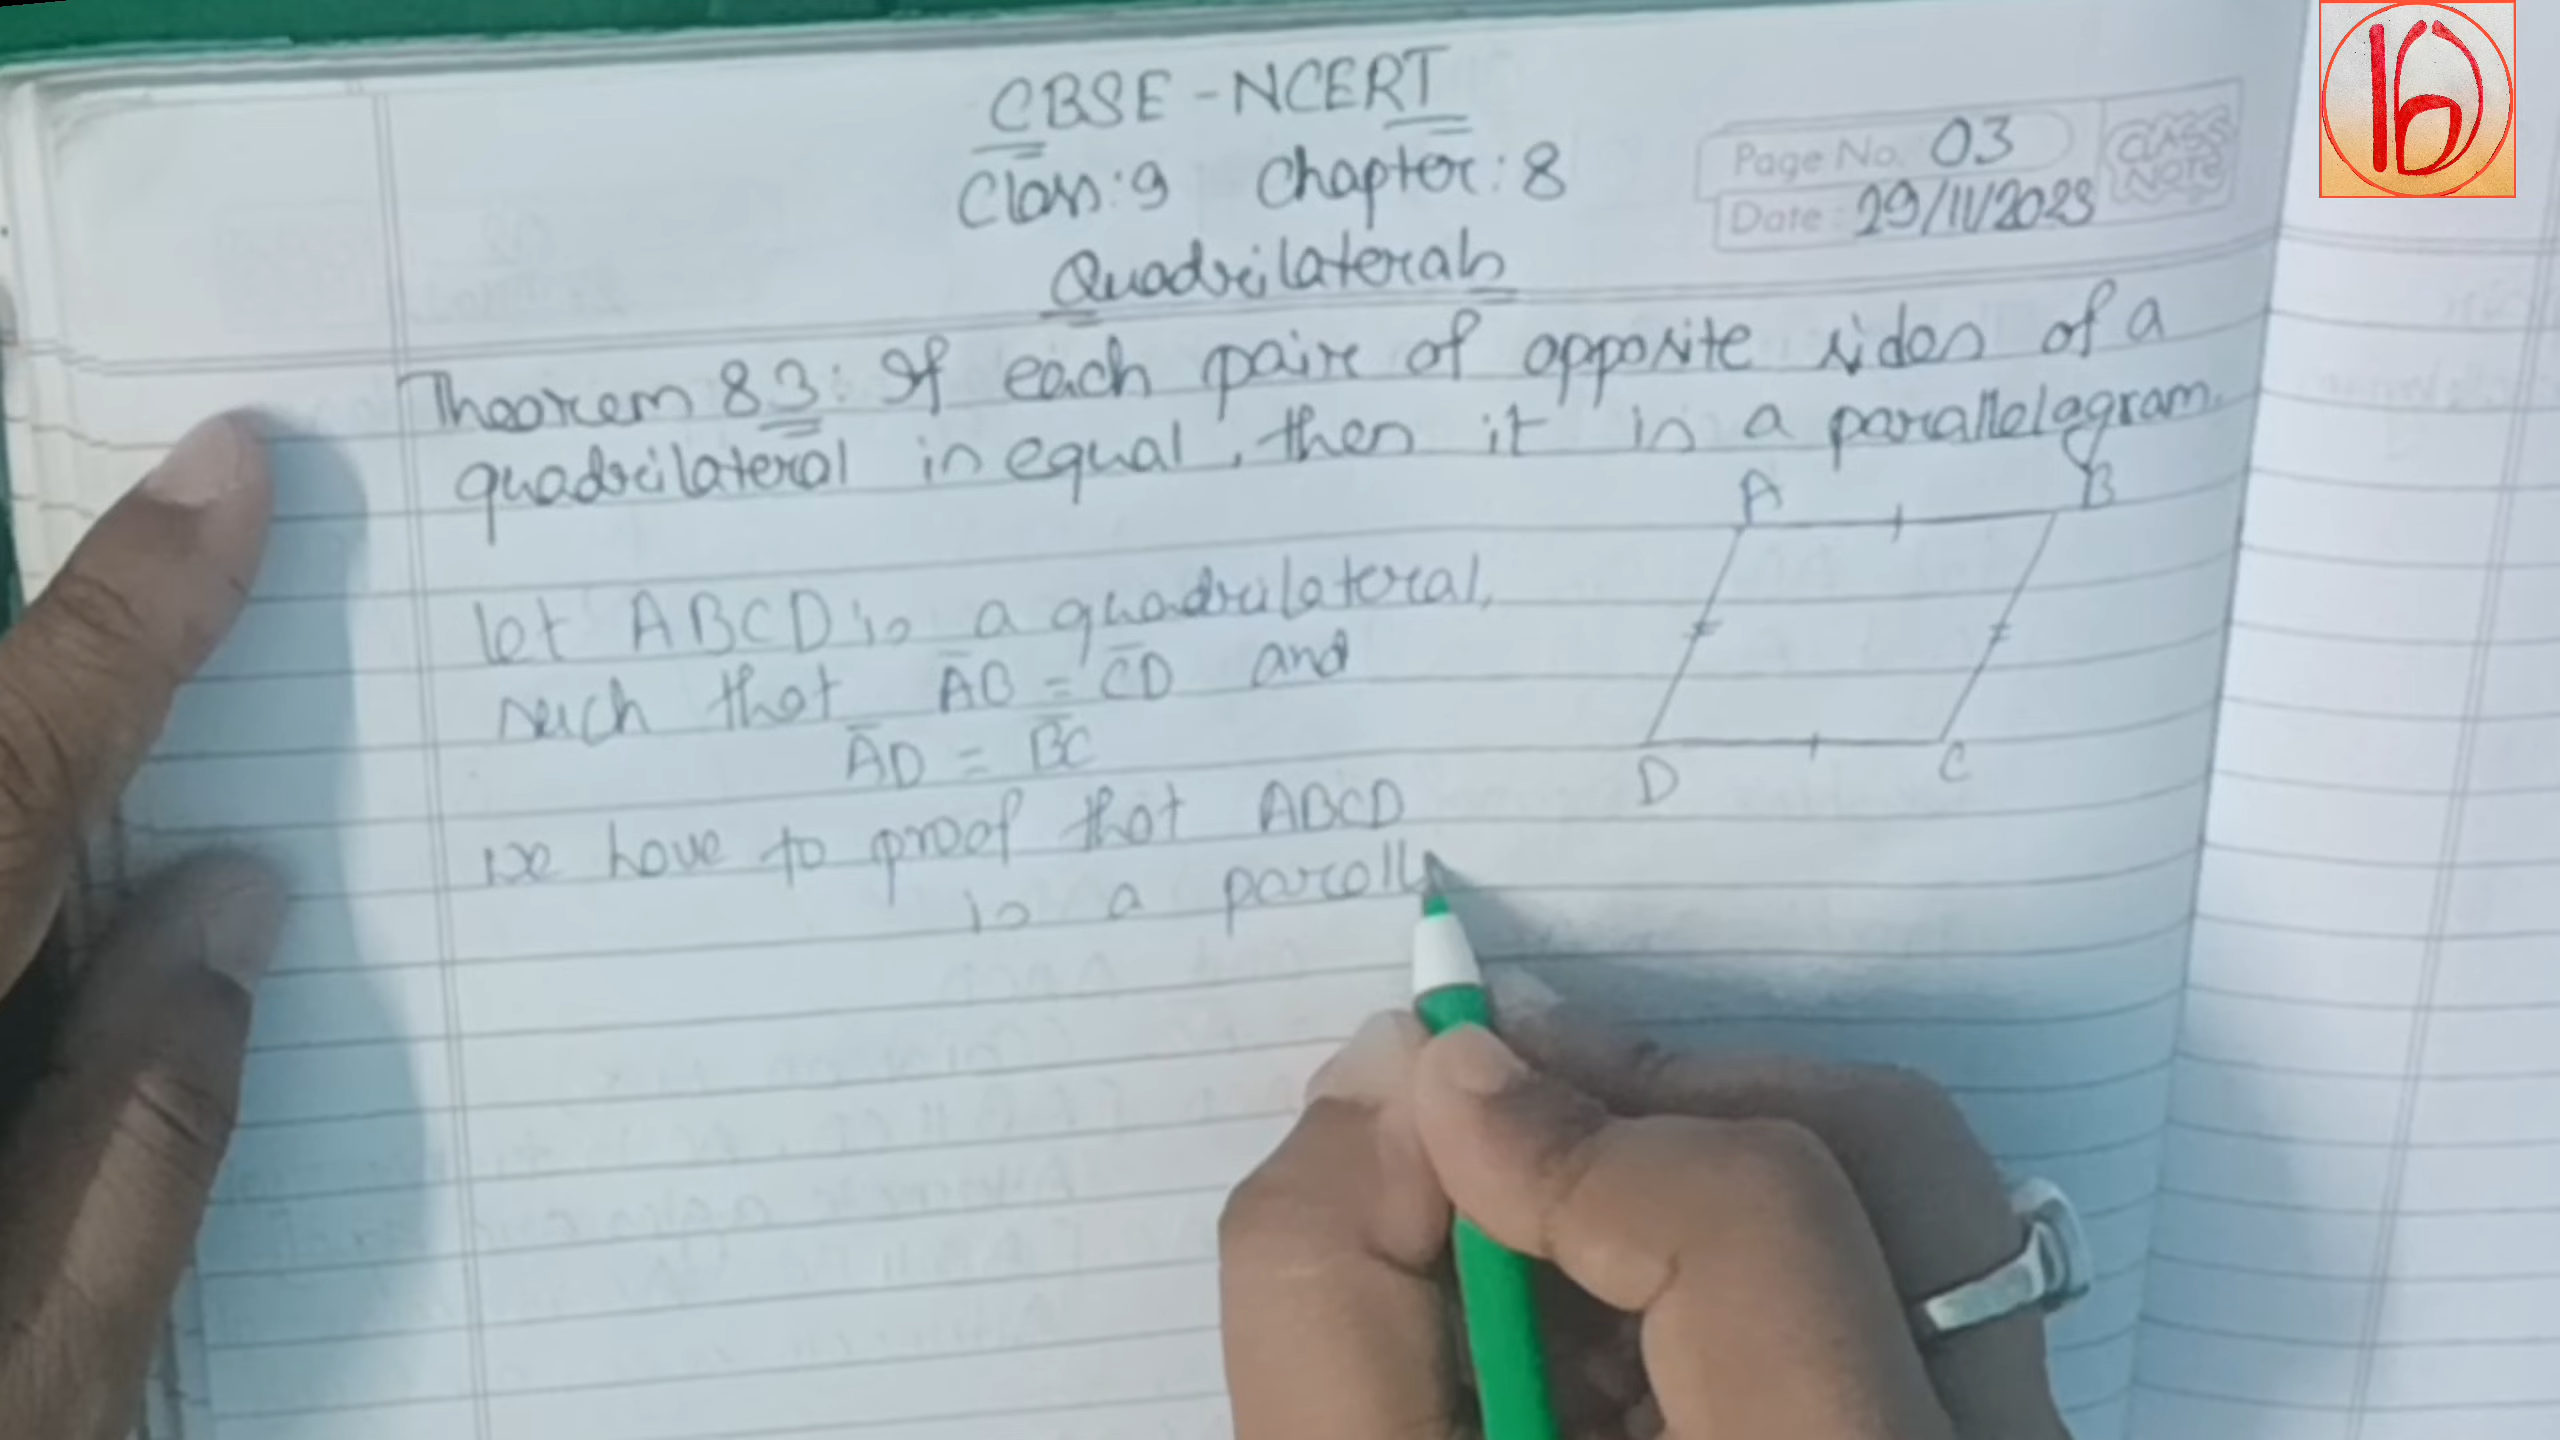 CBSE - NCERT
Class: 9 Chapter: 8
Page No. 03
CLASS NOTE
Date: 29/11/2023
Quadrilaterals
Theorem 8.3: If each pair of opposite sides of a
quadrilateral is equal, then it is a parallelogram.
A B
let ABCD is a quadrilateral,
such that AB = CD and
AD = BC
D C
we have to proof that ABCD
is a parall